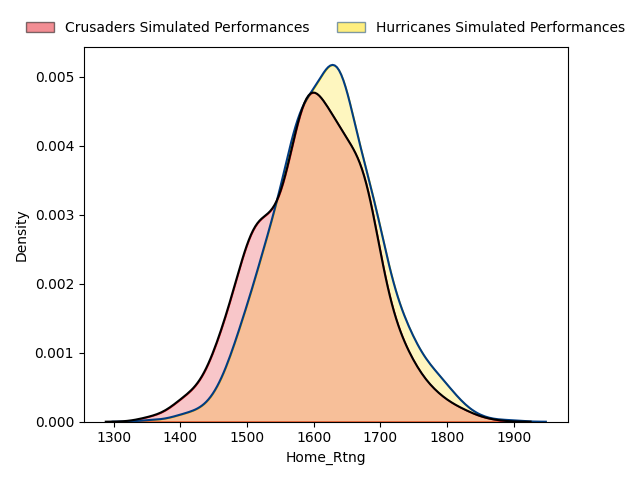 Crusaders Simulated Performances
Hurricanes Simulated Performances
0.005
0.004
0.003
0.002
0.001
0.000
Density
1300 1400 1500 1600 1700 1800 1900
Home_Rtng